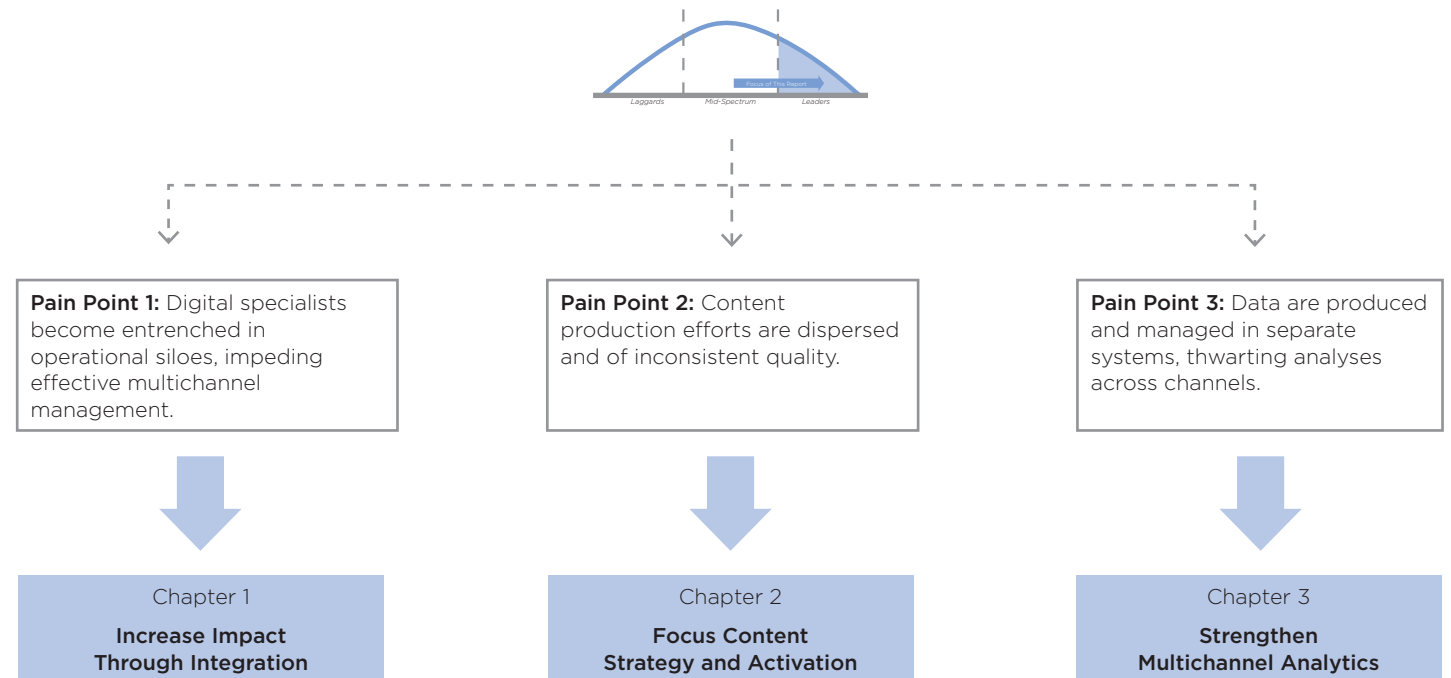 Focus of This Report
Laggards
Mid-Spectrum
Leaders
Pain Point 1: Digital specialists
become entrenched in
operational siloes, impeding
effective multichannel
management.
Pain Point 2: Content
production efforts are dispersed
and of inconsistent quality.
Pain Point 3: Data are produced
and managed in separate
systems, thwarting analyses
across channels.
Chapter 1
Increase Impact
Through Integration
Chapter 2
Focus Content
Strategy and Activation
Chapter 3
Strengthen
Multichannel Analytics